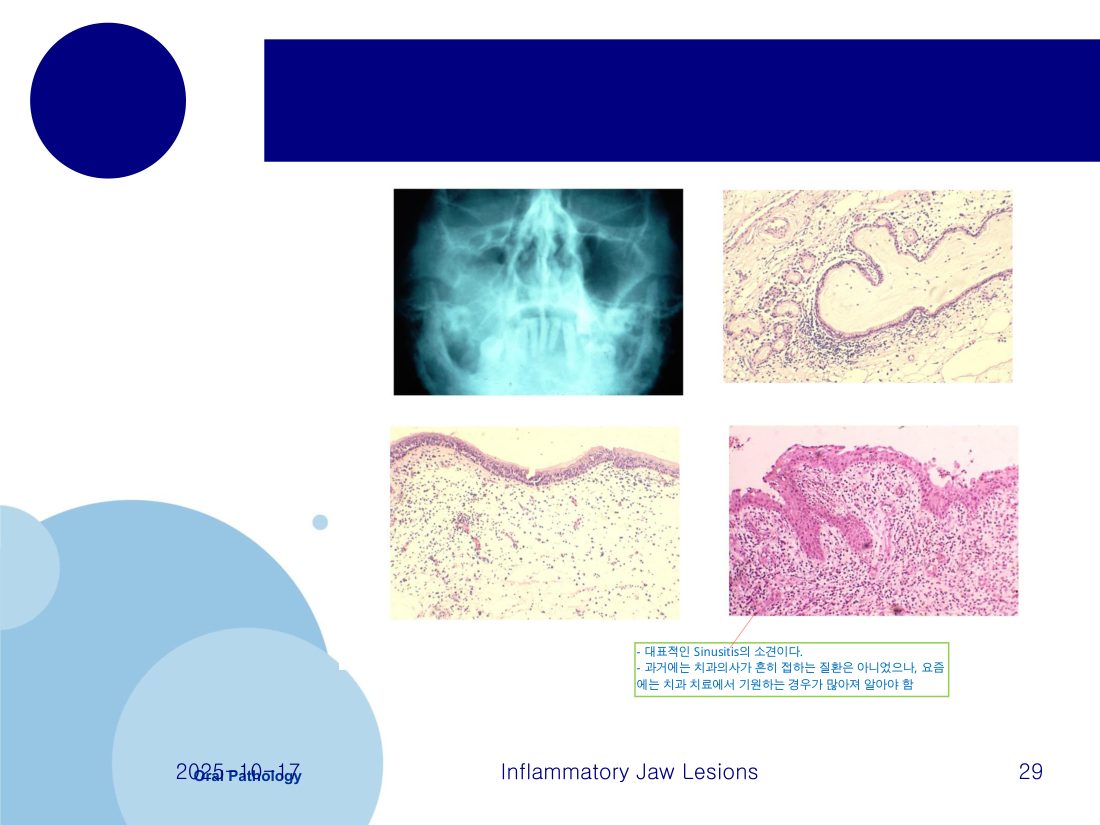 - 대표적인 Sinusitis의 소견이다.
- 과거에는 치과의사가 흔히 접하는 질환은 아니었으나, 요즘
에는 치과 치료에서 기원하는 경우가 많아져 알아야 함
2025-10-17
Oral Pathology
Inflammatory Jaw Lesions
29